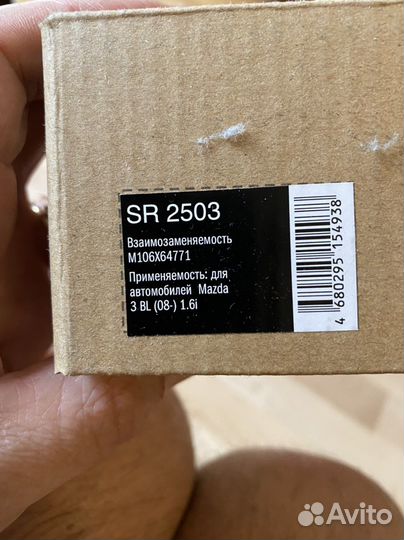 SR 2503
Взаимозаменяемость
M106X64771
Применяемость: для
автомобилей Mazda
3 BL (08-) 1.6i
4 680295 154938
Avito